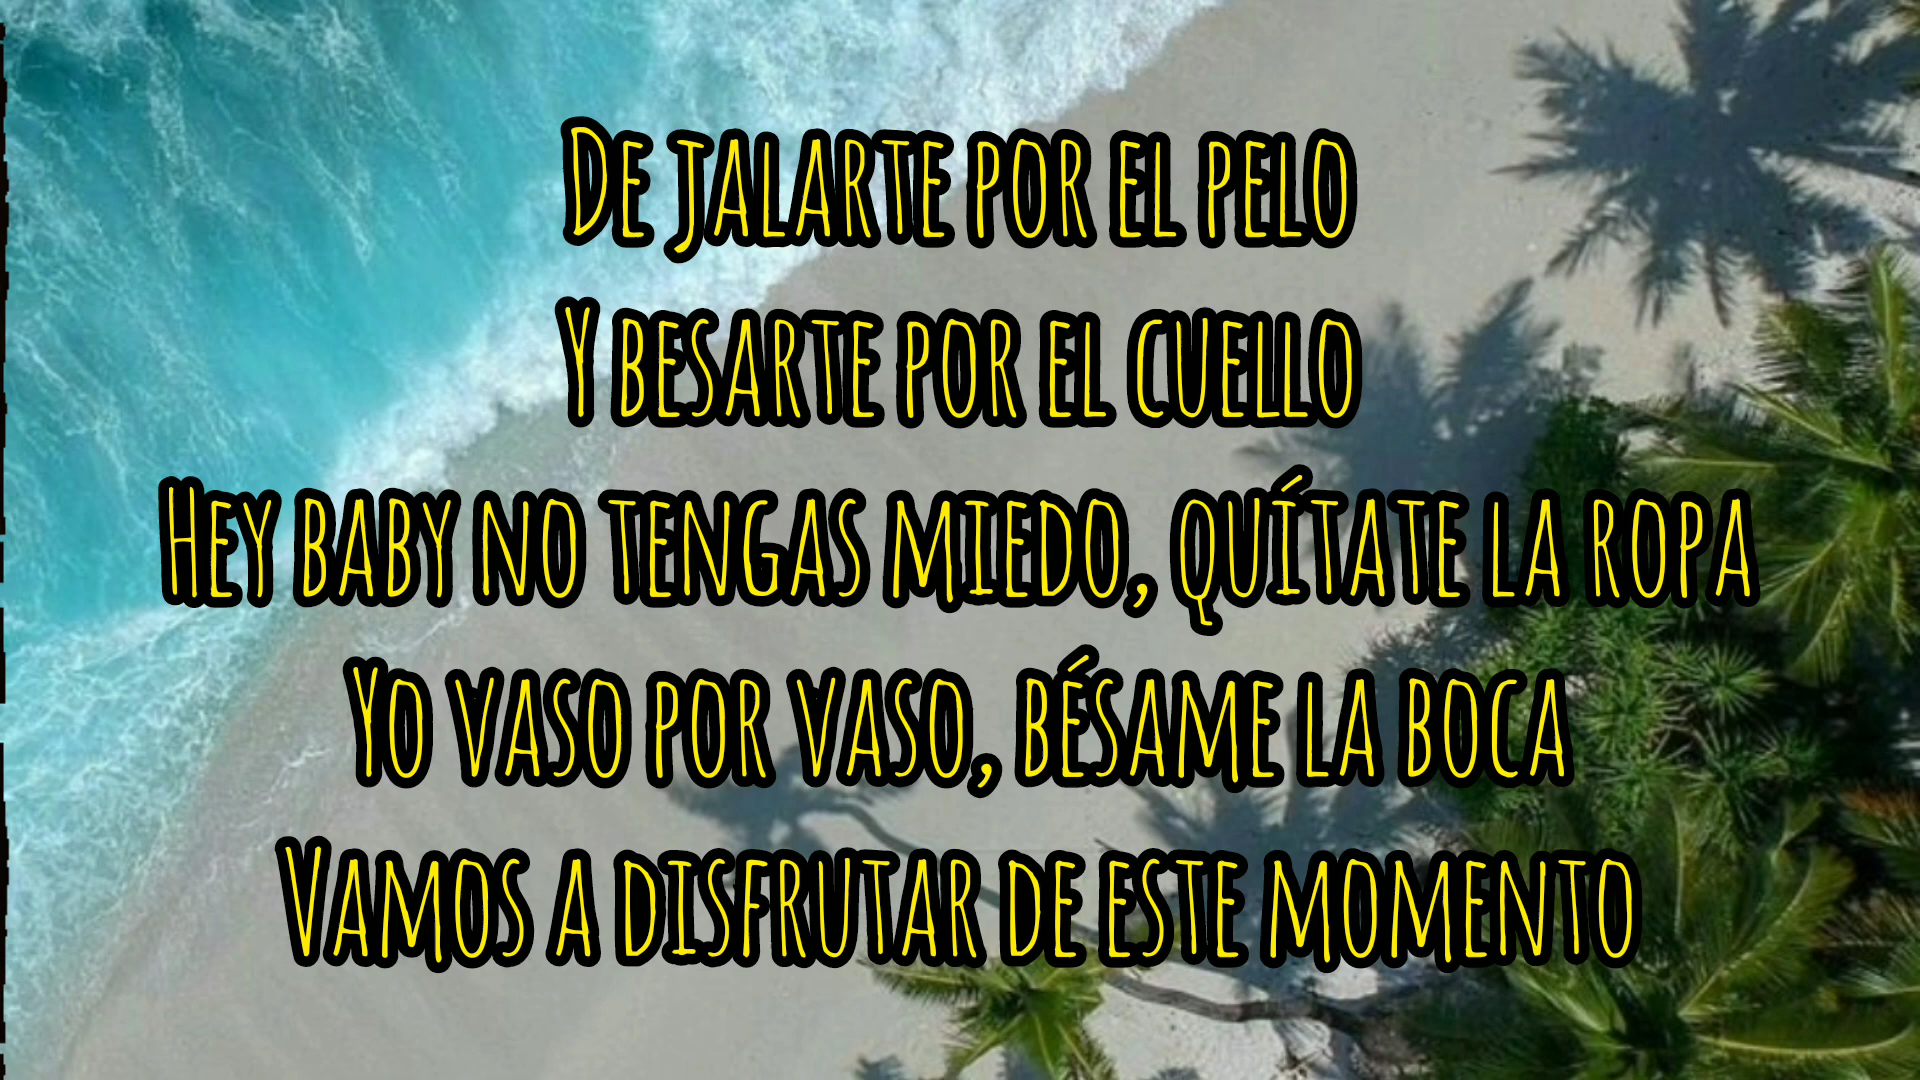 De jalarte por el pelo
Y besarte por el cuello
Hey baby no tengas miedo, quítate la ropa
Yo vaso por vaso, bésame la boca
Vamos a disfrutar de este momento